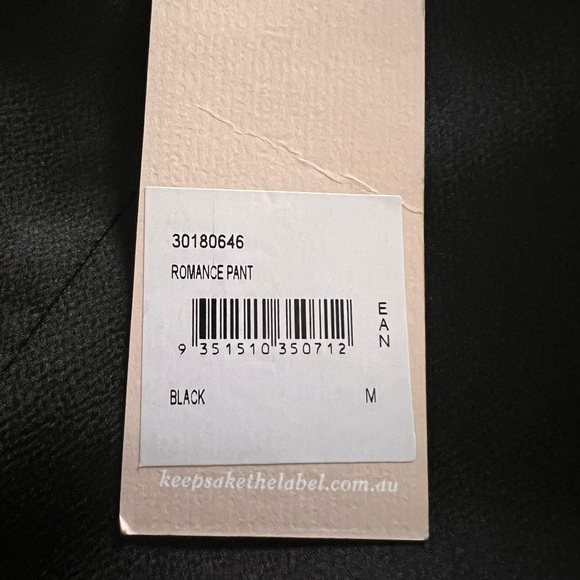 30180646
ROMANCE PANT
9 351510 350712
EAN
BLACK M
keepsakethelabel.com.au